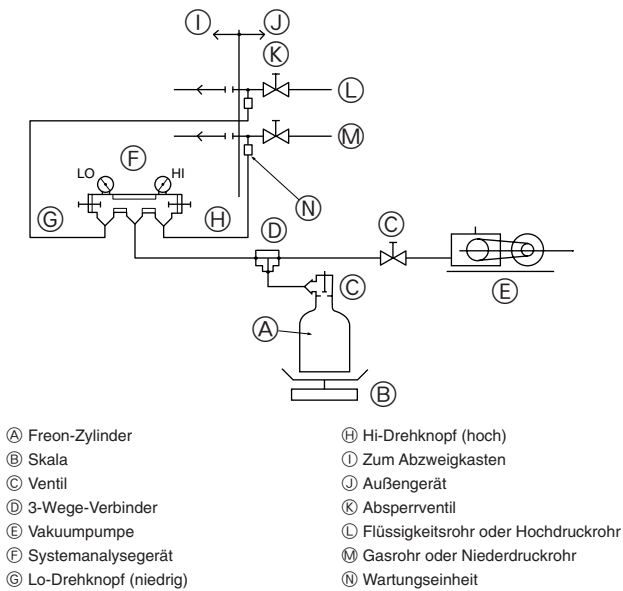 Ⓘ Ⓙ
Ⓚ
Ⓛ
Ⓜ
Ⓕ
LO HI
Ⓖ Ⓗ Ⓝ
Ⓓ Ⓒ
Ⓔ
Ⓒ
Ⓐ
Ⓑ
Ⓐ Freon-Zylinder
Ⓑ Skala
Ⓒ Ventil
Ⓓ 3-Wege-Verbinder
Ⓔ Vakuumpumpe
Ⓕ Systemanalysegerät
Ⓖ Lo-Drehknopf (niedrig)
Ⓗ Hi-Drehknopf (hoch)
Ⓘ Zum Abzweigkasten
Ⓙ Außengerät
Ⓚ Absperrventil
Ⓛ Flüssigkeitsrohr oder Hochdruckrohr
Ⓜ Gasrohr oder Niederdruckrohr
Ⓝ Wartungseinheit